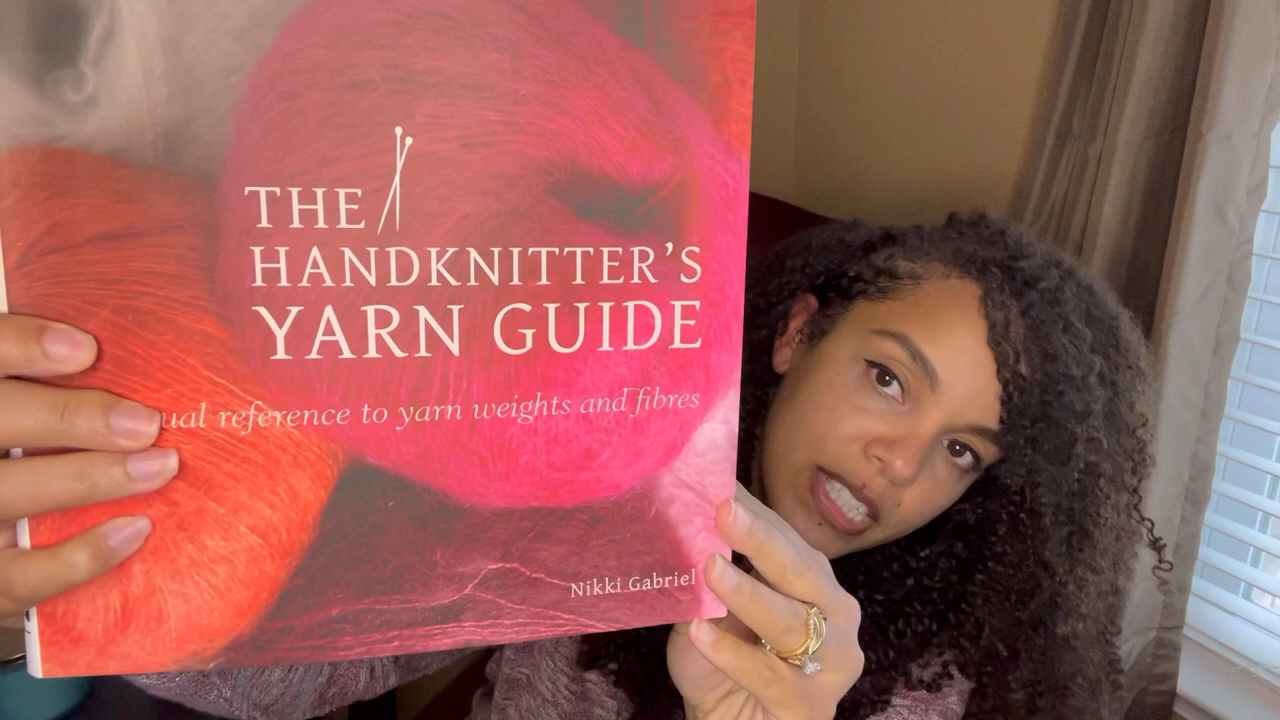 THE
HANDKNITTER'S
YARN GUIDE
reference to yarn weights and fibres
Nikki Gabriel